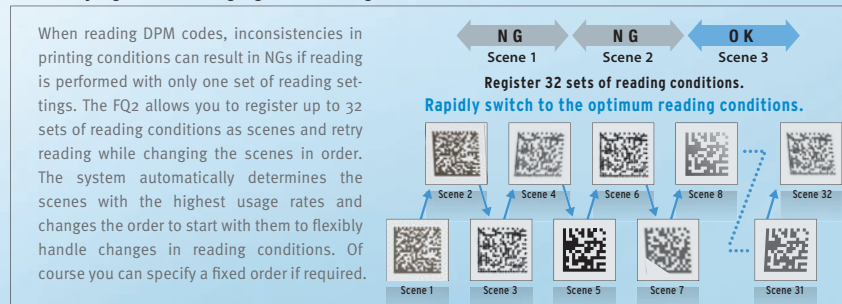 When reading DPM codes, inconsistencies in
printing conditions can result in NGs if reading
is performed with only one set of reading set-
tings. The FQ2 allows you to register up to 32
sets of reading conditions as scenes and retry
reading while changing the scenes in order.
The system automatically determines the
scenes with the highest usage rates and
changes the order to start with them to flexibly
handle changes in reading conditions. Of
course you can specify a fixed order if required.
NG NG OK
Scene 1 Scene 2 Scene 3
Register 32 sets of reading conditions.
Rapidly switch to the optimum reading conditions.
Scene 2 Scene 4 Scene 6 Scene 8 Scene 32
Scene 1 Scene 3 Scene 5 Scene 7 Scene 31